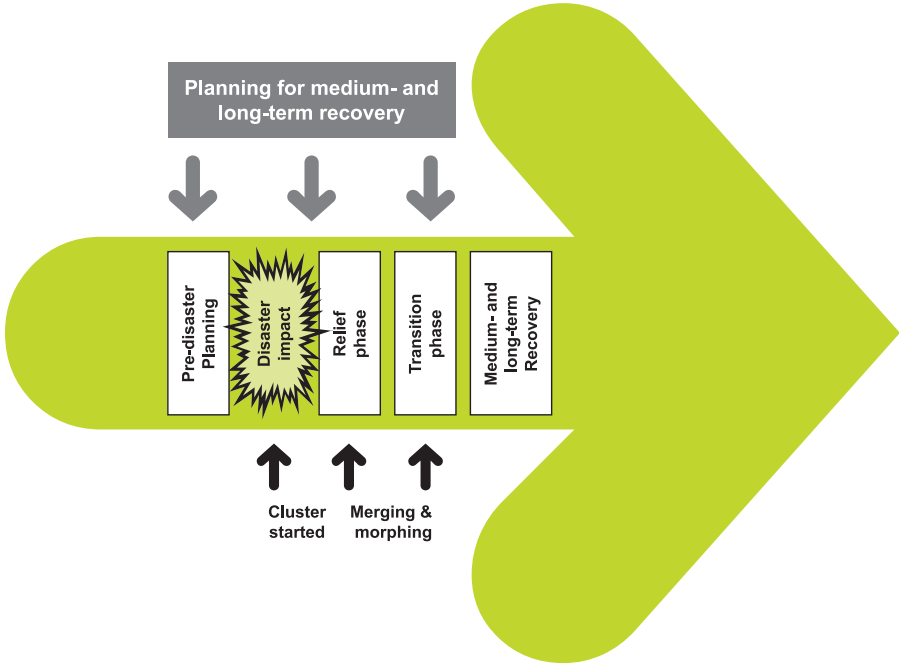 Planning for medium- and
long-term recovery
Pre-disaster
Planning
Disaster
impact
Relief
phase
Transition
phase
Medium- and
long-term
Recovery
Cluster
started
Merging &
morphing